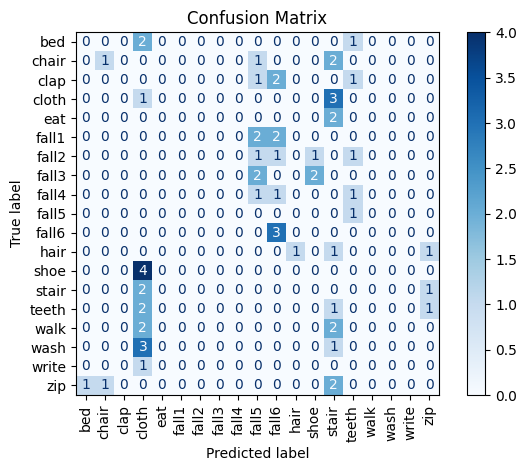 Confusion Matrix
bed 0 0 0 2 0 0 0 0 0 0 0 0 0 0 1 0 0 0 0
chair 0 1 0 0 0 0 0 0 0 1 0 0 0 2 0 0 0 0 0
clap 0 0 0 0 0 0 0 0 0 1 2 0 0 0 1 0 0 0 0
cloth 0 0 0 1 0 0 0 0 0 0 0 0 0 3 0 0 0 0 0
eat 0 0 0 0 0 0 0 0 0 0 0 0 0 2 0 0 0 0 0
fall1 0 0 0 0 0 0 0 0 0 2 2 0 0 0 0 0 0 0 0
fall2 0 0 0 0 0 0 0 0 0 1 1 0 1 0 1 0 0 0 0
fall3 0 0 0 0 0 0 0 0 0 2 0 0 2 0 0 0 0 0 0
fall4 0 0 0 0 0 0 0 0 0 1 1 0 0 0 1 0 0 0 0
fall5 0 0 0 0 0 0 0 0 0 0 0 0 0 0 1 0 0 0 0
fall6 0 0 0 0 0 0 0 0 0 0 3 0 0 0 0 0 0 0 0
hair 0 0 0 0 0 0 0 0 0 0 0 1 0 1 0 0 0 0 1
shoe 0 0 0 4 0 0 0 0 0 0 0 0 0 0 0 0 0 0 0
stair 0 0 0 2 0 0 0 0 0 0 0 0 0 0 0 0 0 0 1
teeth 0 0 0 2 0 0 0 0 0 0 0 0 0 1 0 0 0 0 1
walk 0 0 0 2 0 0 0 0 0 0 0 0 0 2 0 0 0 0 0
wash 0 0 0 3 0 0 0 0 0 0 0 0 0 1 0 0 0 0 0
write 0 0 0 1 0 0 0 0 0 0 0 0 0 0 0 0 0 0 0
zip 1 1 0 0 0 0 0 0 0 0 0 0 0 2 0 0 0 0 0
bed chair clap cloth eat fall1 fall2 fall3 fall4 fall5 fall6 hair shoe stair teeth walk wash write zip
Predicted label
True label
4.0
3.5
3.0
2.5
2.0
1.5
1.0
0.5
0.0